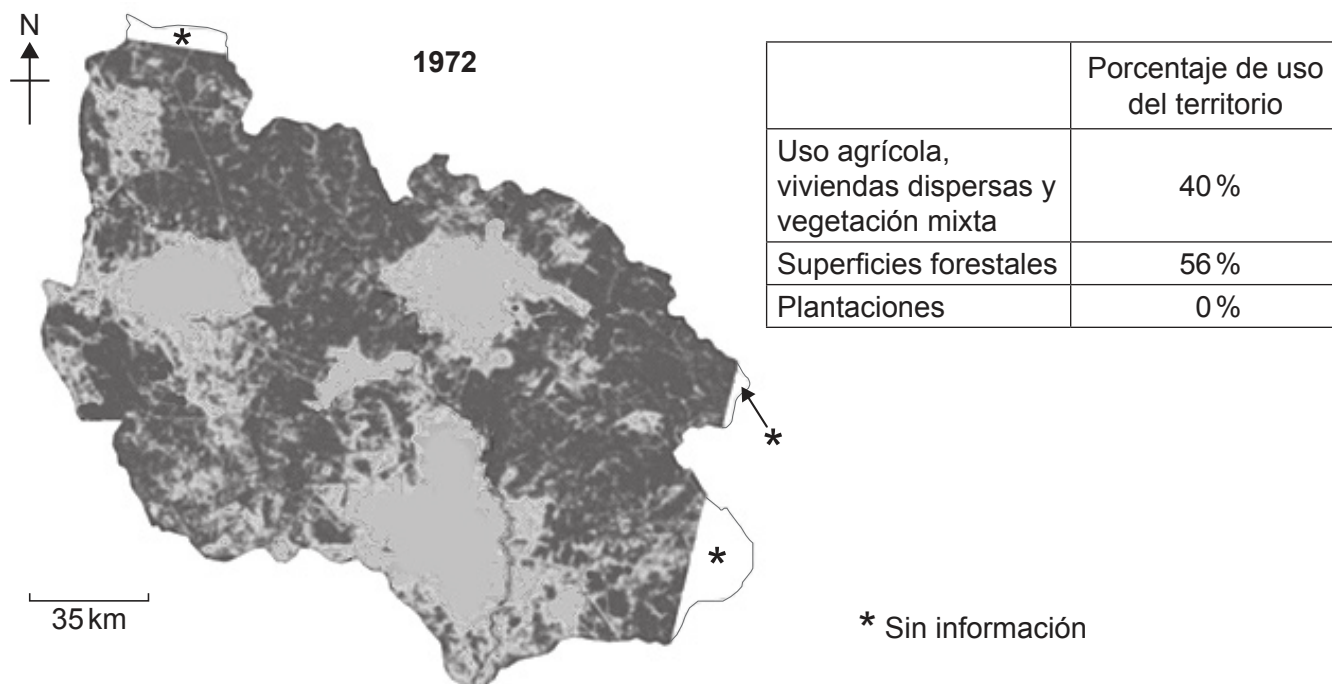 N
*
1972
Porcentaje de uso
del territorio
Uso agrícola,
viviendas dispersas y
vegetación mixta
40 %
Superficies forestales
56 %
Plantaciones
0 %
*
*
35 km
* Sin información